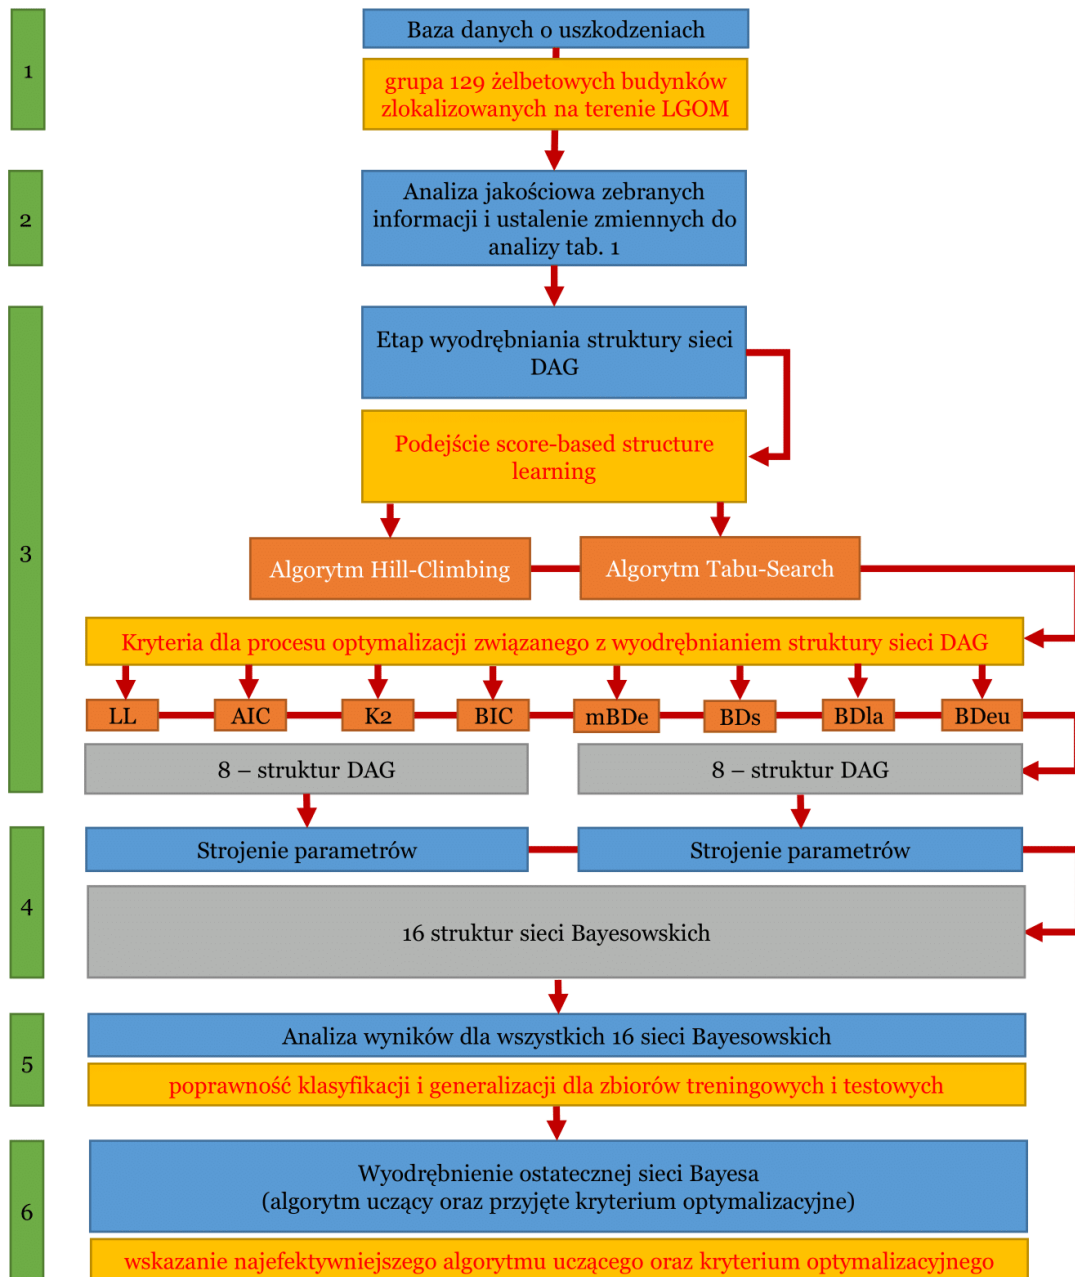 1
Baza danych o uszkodzeniach
grupa 129 żelbetowych budynków
zlokalizowanych na terenie LGOM
2
Analiza jakościowa zebranych
informacji i ustalenie zmiennych do
analizy tab. 1
3
Etap wyodrębniania struktury sieci
DAG
Podejście score-based structure
learning
Algorytm Hill-Climbing
Algorytm Tabu-Search
Kryteria dla procesu optymalizacji związanego z wyodrębnianiem struktury sieci DAG
LL
AIC
K2
BIC
mBDe
BDs
BDla
BDeu
8 – struktur DAG
8 – struktur DAG
4
Strojenie parametrów
Strojenie parametrów
16 struktur sieci Bayesowskich
5
Analiza wyników dla wszystkich 16 sieci Bayesowskich
poprawność klasyfikacji i generalizacji dla zbiorów treningowych i testowych
6
Wyodrębnienie ostatecznej sieci Bayesa
(algorytm uczący oraz przyjęte kryterium optymalizacyjne)
wskazanie najefektywniejszego algorytmu uczącego oraz kryterium optymalizacyjnego